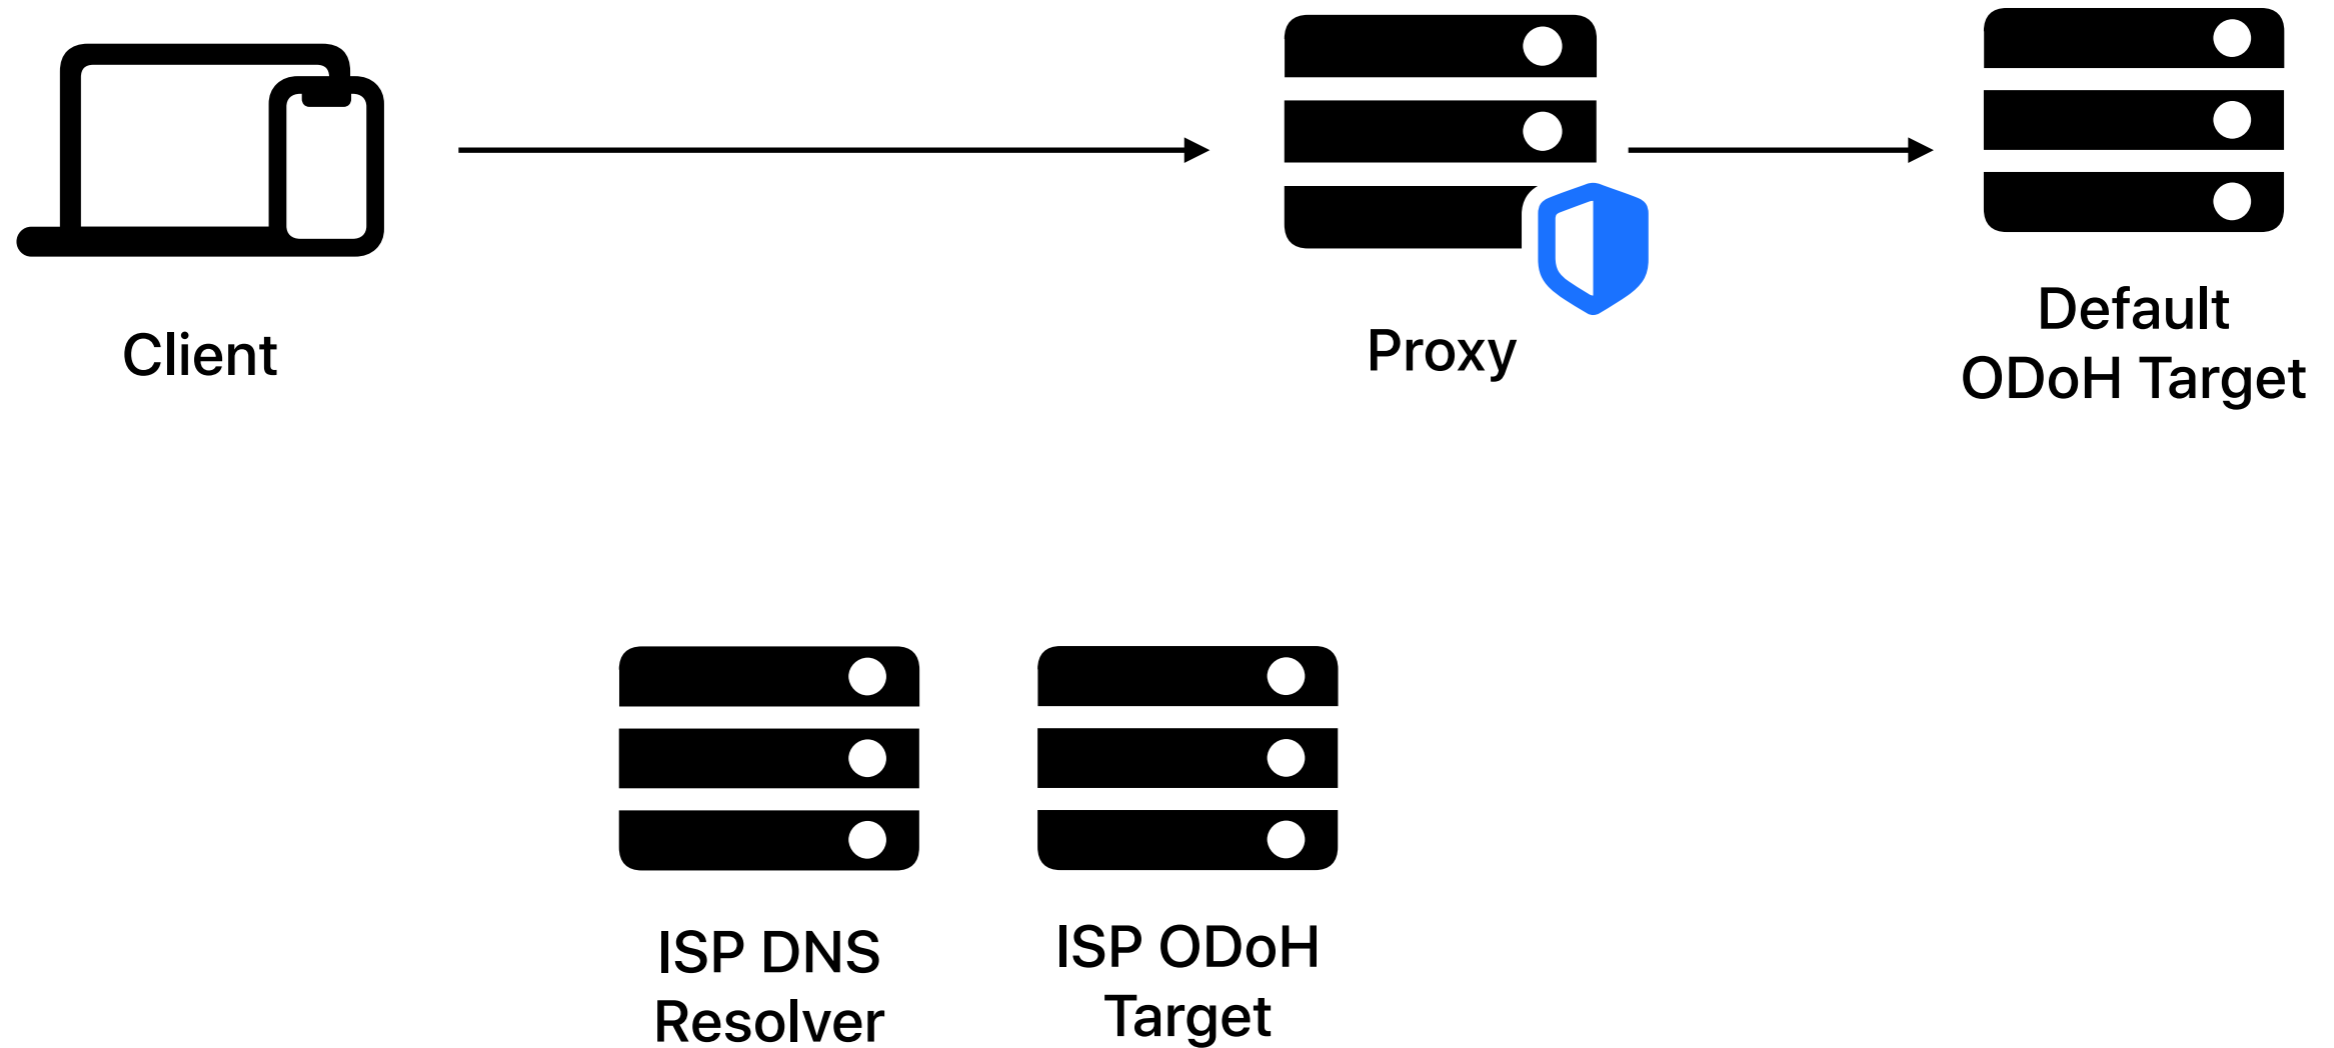 Client
Proxy
Default
ODoH Target
ISP DNS
Resolver
ISP ODoH
Target